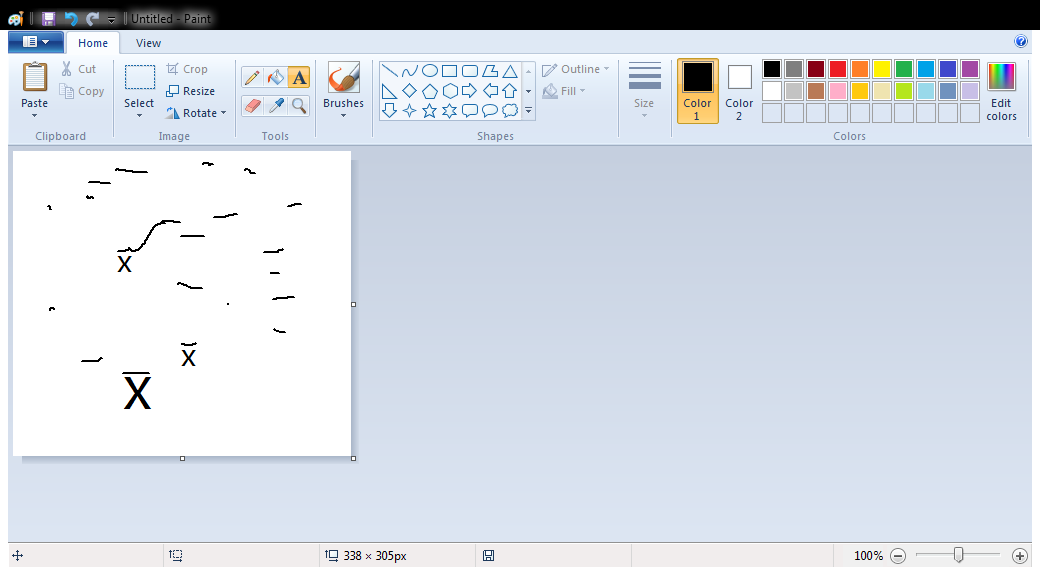 Untitled - Paint
Home View
Paste Cut Copy Select Crop Resize Rotate Brushes Outline Fill Size Color 1 Color 2 Edit colors
Clipboard Image Tools Shapes Colors
A
x
x̅
X̅
338 × 305px 100%